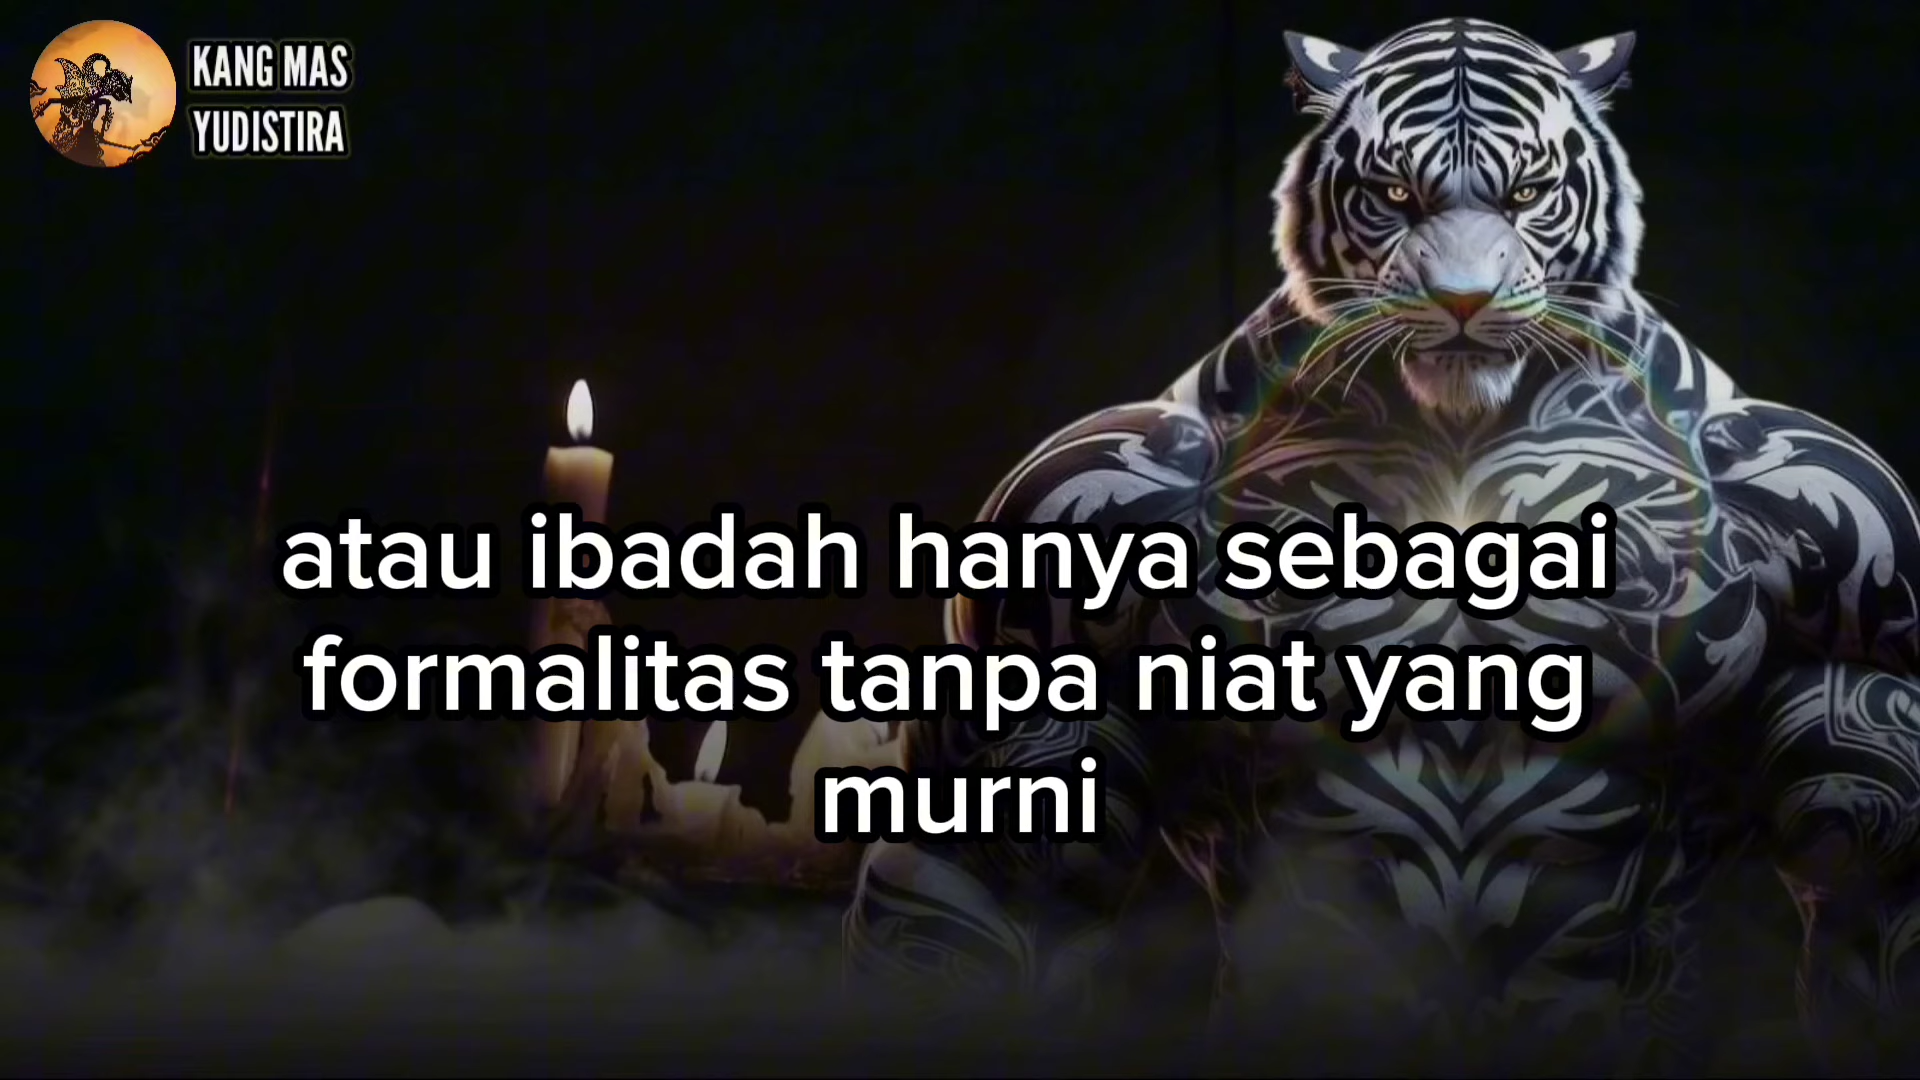 KANG MAS
YUDISTIRA
atau ibadah hanya sebagai
formalitas tanpa niat yang
murni